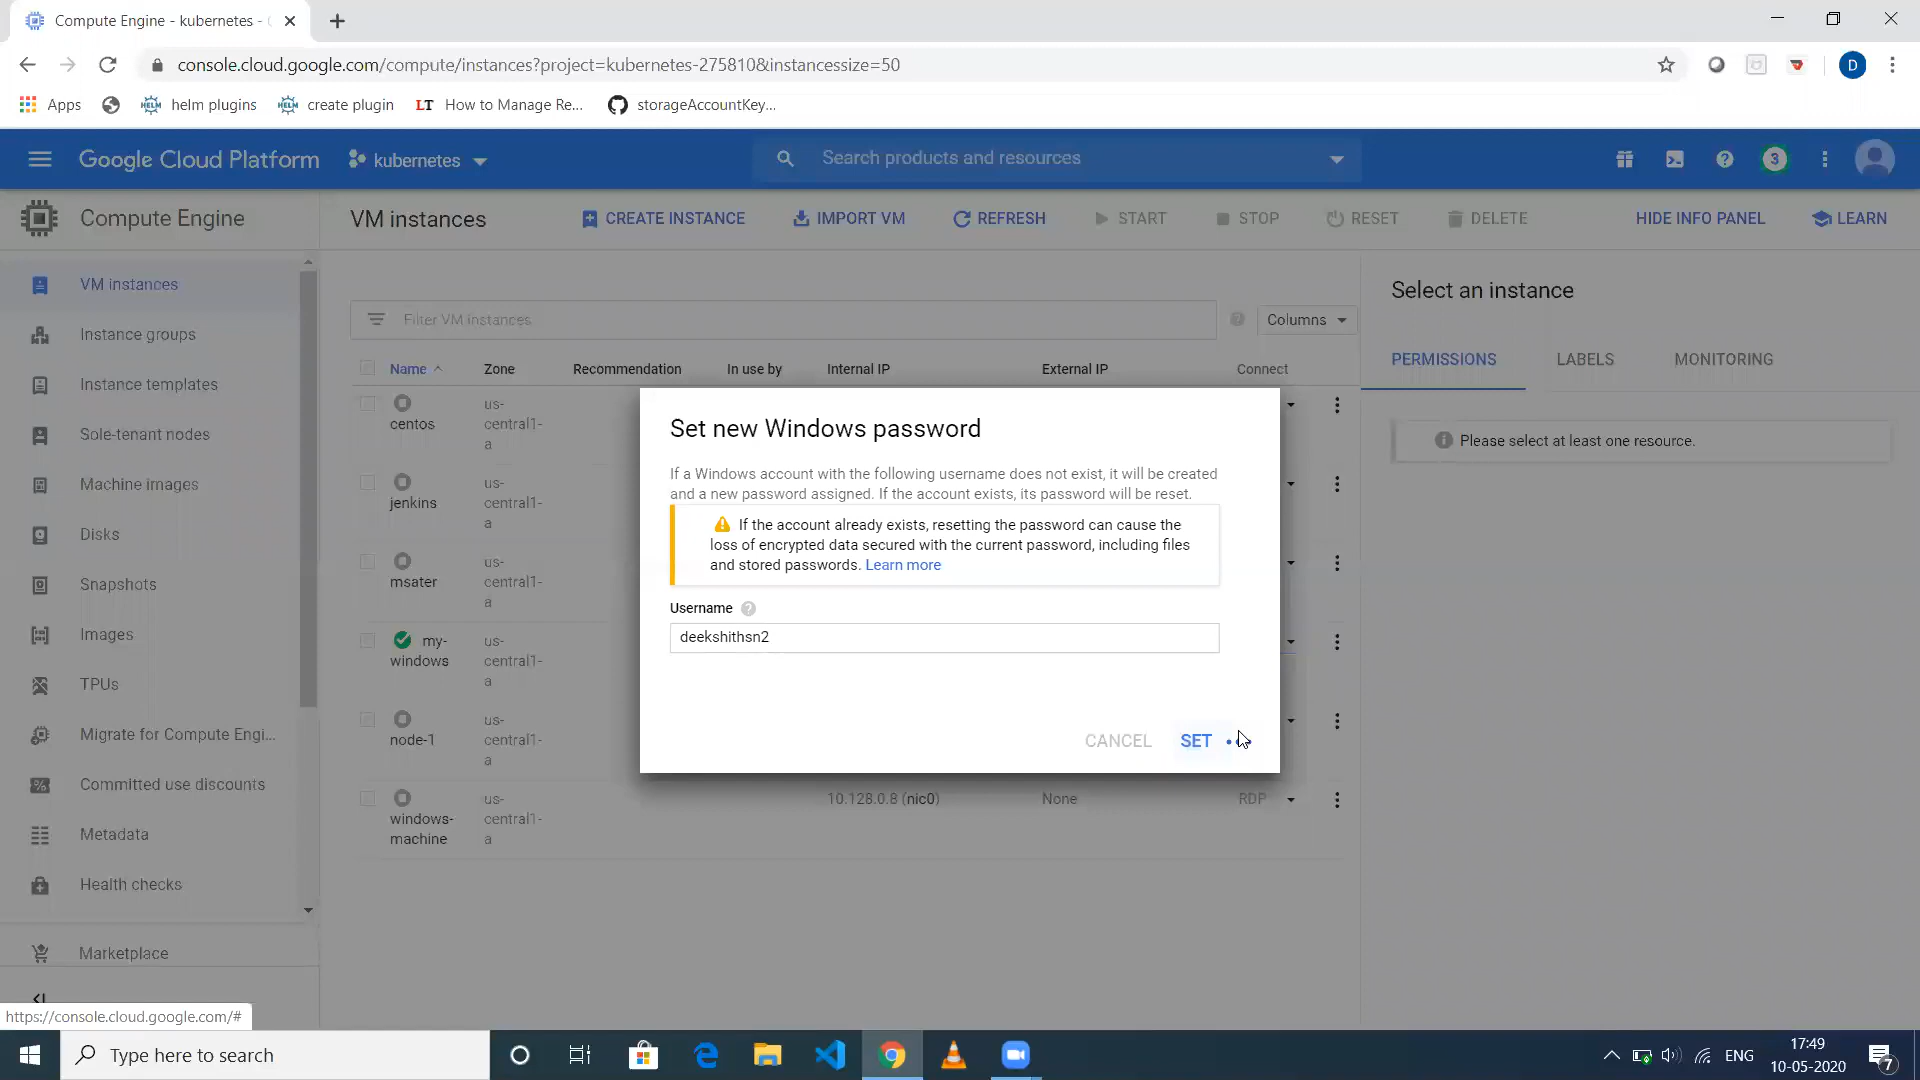 Compute Engine - kubernetes -
console.cloud.google.com/compute/instances?project=kubernetes-275810&instancessize=50
D
Apps
HELM helm plugins
HELM create plugin
LT How to Manage Re...
storageAccountKey...
Google Cloud Platform
kubernetes
Search products and resources
3
Compute Engine
VM instances
CREATE INSTANCE
IMPORT VM
REFRESH
START
STOP
RESET
DELETE
HIDE INFO PANEL
LEARN
VM instances
Instance groups
Instance templates
Sole-tenant nodes
Machine images
Disks
Snapshots
Images
TPUs
Migrate for Compute Engi...
Committed use discounts
Metadata
Health checks
Marketplace
https://console.cloud.google.com/#
Filter VM instances
Columns
Name
Zone
Recommendation
In use by
Internal IP
External IP
Connect
centos
us-
central1-
a
jenkins
us-
central1-
a
msater
us-
central1-
a
my-
windows
us-
central1-
a
node-1
us-
central1-
a
windows-
machine
us-
central1-
a
10.128.0.8 (nic0)
None
RDP
Set new Windows password
If a Windows account with the following username does not exist, it will be created
and a new password assigned. If the account exists, its password will be reset.
If the account already exists, resetting the password can cause the
loss of encrypted data secured with the current password, including files
and stored passwords. Learn more
Username
deekshithsn2
CANCEL
SET
Select an instance
PERMISSIONS
LABELS
MONITORING
Please select at least one resource.
Type here to search
ENG
17:49
10-05-2020
7